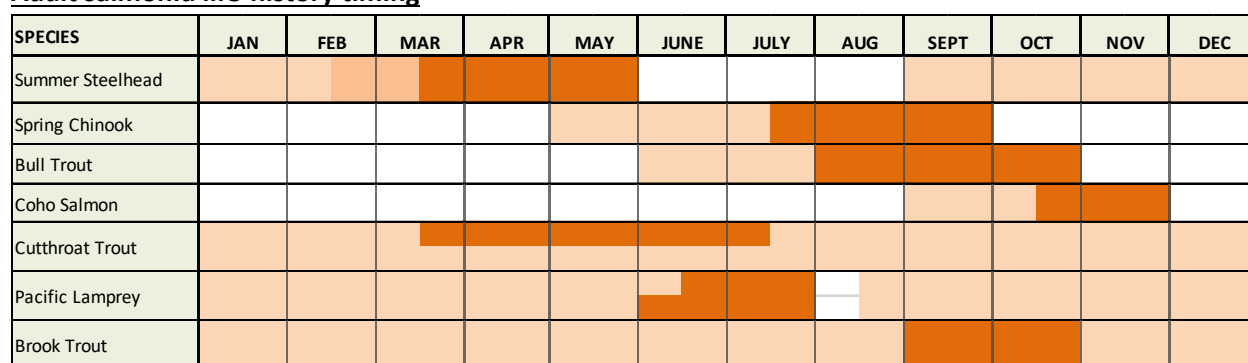 Adult salmonid life history timing
SPECIES JAN FEB MAR APR MAY JUNE JULY AUG SEPT OCT NOV DEC
Summer Steelhead
Spring Chinook
Bull Trout
Coho Salmon
Cutthroat Trout
Pacific Lamprey
Brook Trout